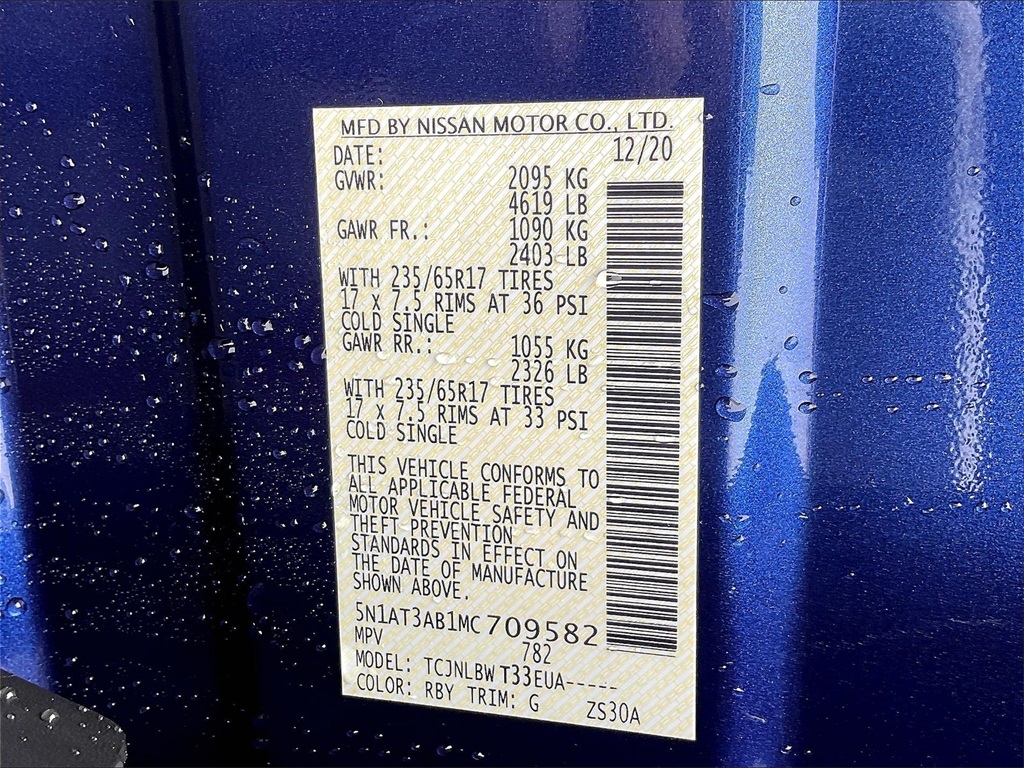 MFD BY NISSAN MOTOR CO., LTD.
DATE: 12/20
GVWR: 2095 KG
4619 LB
GAWR FR.: 1090 KG
2403 LB
WITH 235/65R17 TIRES
17 x 7.5 RIMS AT 36 PSI
COLD SINGLE
GAWR RR.: 1055 KG
2326 LB
WITH 235/65R17 TIRES
17 x 7.5 RIMS AT 33 PSI
COLD SINGLE
THIS VEHICLE CONFORMS TO
ALL APPLICABLE FEDERAL
MOTOR VEHICLE SAFETY AND
THEFT PREVENTION
STANDARDS IN EFFECT ON
THE DATE OF MANUFACTURE
SHOWN ABOVE.
5N1AT3AB1MC709582
MPV 782
MODEL: TCJNLBW T33EUA-----
COLOR: RBY TRIM: G ZS30A